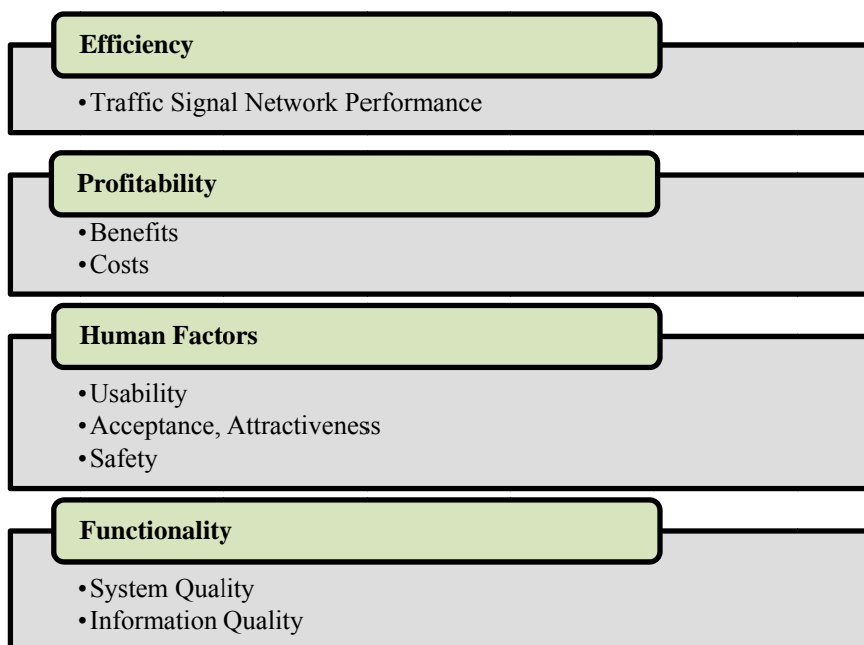 Efficiency
•Traffic Signal Network Performance
Profitability
•Benefits
•Costs
Human Factors
•Usability
•Acceptance, Attractiveness
•Safety
Functionality
•System Quality
•Information Quality